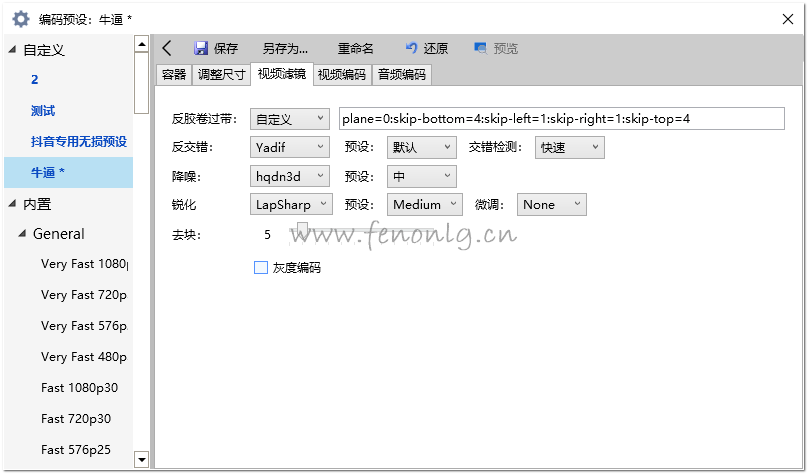 编码预设: 牛逼 *
自定义
2
测试
抖音专用无损预设
牛逼 *
内置
General
Very Fast 1080p
Very Fast 720p
Very Fast 576p
Very Fast 480p
Fast 1080p30
Fast 720p30
Fast 576p25
保存 另存为... 重命名 还原 预览
容器 调整尺寸 视频滤镜 视频编码 音频编码
反胶卷过带: 自定义 plane=0:skip-bottom=4:skip-left=1:skip-right=1:skip-top=4
反交错: Yadif 预设: 默认 交错检测: 快速
降噪: hqdn3d 预设: 中
锐化 LapSharp 预设: Medium 微调: None
去块: 5
www.fenonlg.cn
灰度编码